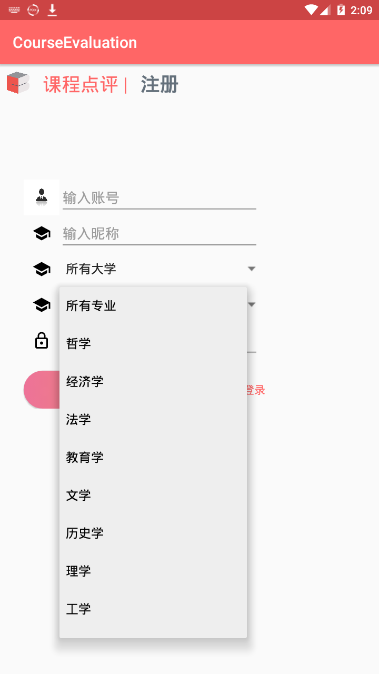 2:09
CourseEvaluation
课程点评 | 注册
输入账号
输入昵称
所有大学
所有专业
哲学
经济学
法学
教育学
登录
文学
历史学
理学
工学